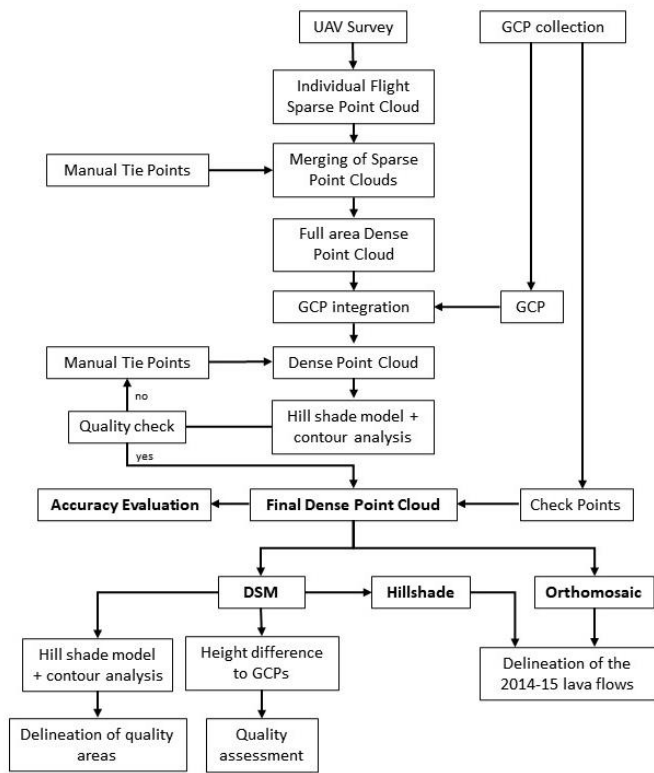 UAV Survey
GCP collection
Individual Flight
Sparse Point Cloud
Manual Tie Points
Merging of Sparse
Point Clouds
Full area Dense
Point Cloud
GCP integration
GCP
Manual Tie Points
Dense Point Cloud
no
Quality check
Hill shade model +
contour analysis
yes
Accuracy Evaluation
Final Dense Point Cloud
Check Points
DSM
Hillshade
Orthomosaic
Hill shade model
+ contour analysis
Height difference
to GCPs
Delineation of the
2014-15 lava flows
Delineation of quality
areas
Quality
assessment